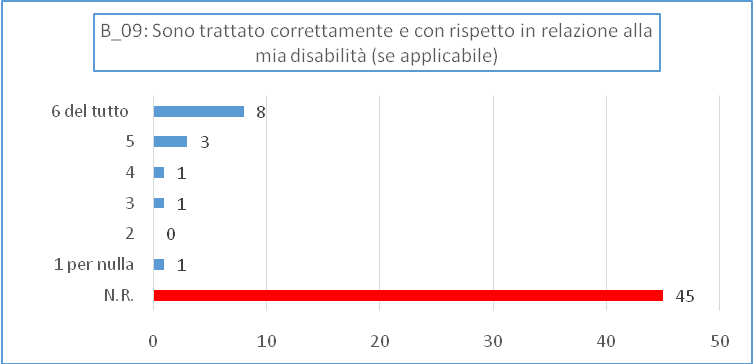 B_09: Sono trattato correttamente e con rispetto in relazione alla
mia disabilità (se applicabile)
6 del tutto 8
5 3
4 1
3 1
2 0
1 per nulla 1
N.R. 45
0 10 20 30 40 50